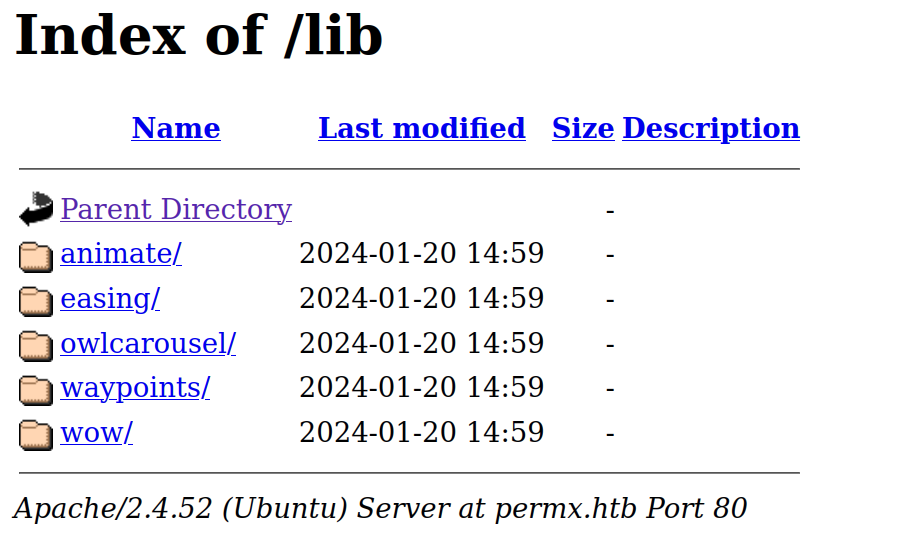 Index of /lib
Name Last modified Size Description
Parent Directory -
animate/ 2024-01-20 14:59 -
easing/ 2024-01-20 14:59 -
owlcarousel/ 2024-01-20 14:59 -
waypoints/ 2024-01-20 14:59 -
wow/ 2024-01-20 14:59 -
Apache/2.4.52 (Ubuntu) Server at permx.htb Port 80